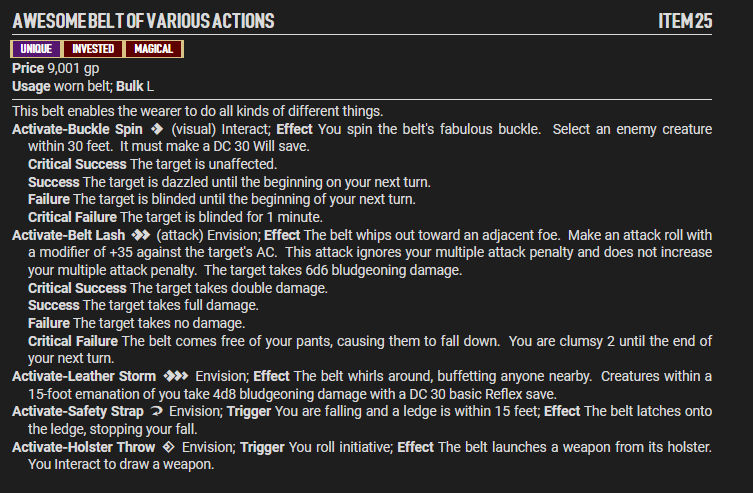 AWESOME BELT OF VARIOUS ACTIONS ITEM 25
UNIQUE INVESTED MAGICAL
Price 9,001 gp
Usage worn belt; Bulk L
This belt enables the wearer to do all kinds of different things.
Activate-Buckle Spin (visual) Interact; Effect You spin the belt's fabulous buckle. Select an enemy creature
within 30 feet. It must make a DC 30 Will save.
Critical Success The target is unaffected.
Success The target is dazzled until the beginning on your next turn.
Failure The target is blinded until the beginning of your next turn.
Critical Failure The target is blinded for 1 minute.
Activate-Belt Lash (attack) Envision; Effect The belt whips out toward an adjacent foe. Make an attack roll with
a modifier of +35 against the target's AC. This attack ignores your multiple attack penalty and does not increase
your multiple attack penalty. The target takes 6d6 bludgeoning damage.
Critical Success The target takes double damage.
Success The target takes full damage.
Failure The target takes no damage.
Critical Failure The belt comes free of your pants, causing them to fall down. You are clumsy 2 until the end of
your next turn.
Activate-Leather Storm Envision; Effect The belt whirls around, buffetting anyone nearby. Creatures within a
15-foot emanation of you take 4d8 bludgeoning damage with a DC 30 basic Reflex save.
Activate-Safety Strap Envision; Trigger You are falling and a ledge is within 15 feet; Effect The belt latches onto
the ledge, stopping your fall.
Activate-Holster Throw Envision; Trigger You roll initiative; Effect The belt launches a weapon from its holster.
You Interact to draw a weapon.